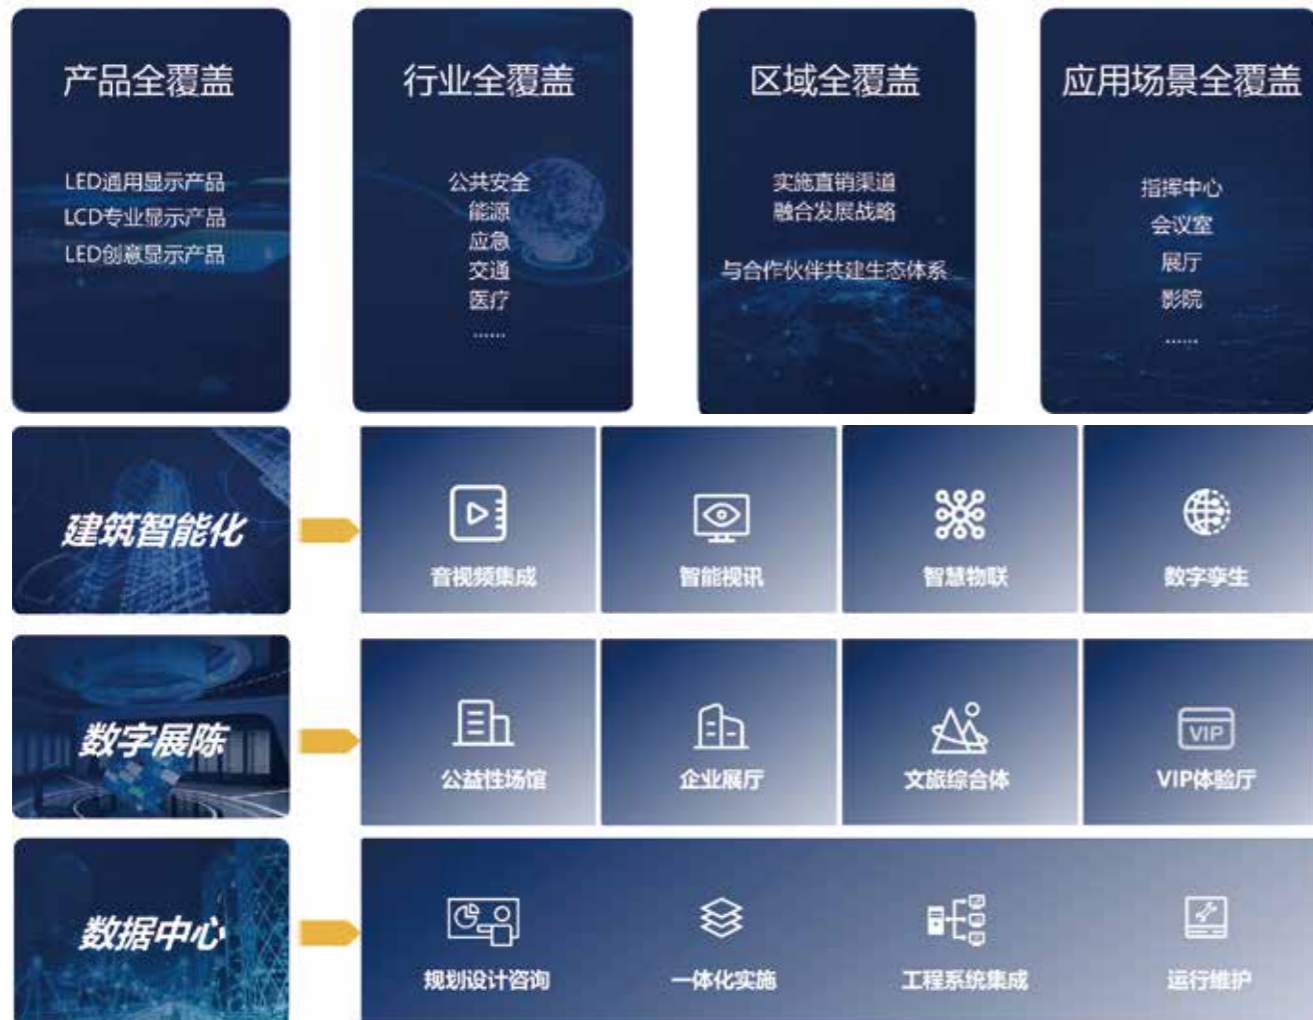 产品全覆盖
LED通用显示产品
LCD专业显示产品
LED创意显示产品
行业全覆盖
公共安全
能源
应急
交通
医疗
......
区域全覆盖
实施直销渠道
融合发展战略
与合作伙伴共建生态体系
应用场景全覆盖
指挥中心
会议室
展厅
影院
......
建筑智能化
音视频集成
智能视讯
智慧物联
数字孪生
数字展陈
公益性场馆
企业展厅
文旅综合体
VIP
VIP体验厅
数据中心
规划设计咨询
一体化实施
工程系统集成
运行维护